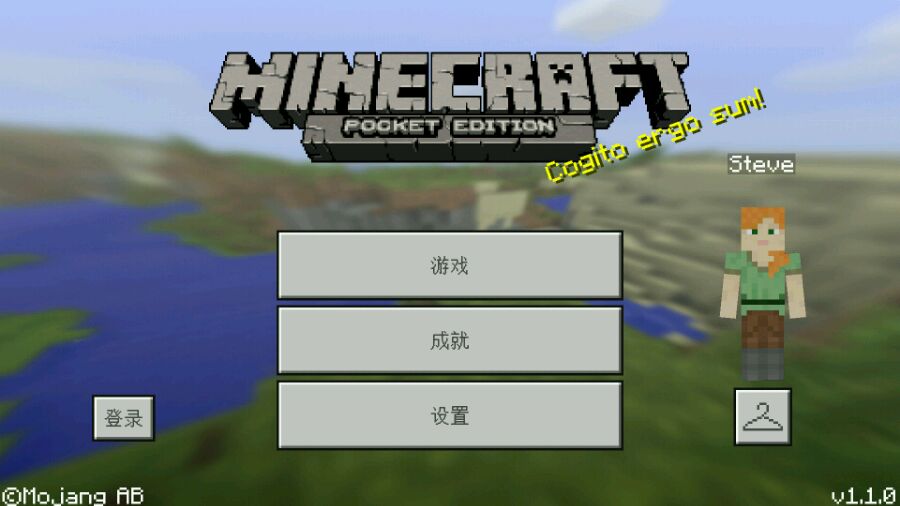 MINECRAFT
POCKET EDITION
Cogito ergo sum!
Steve
游戏
成就
设置
登录
©Mojang AB
v1.1.0